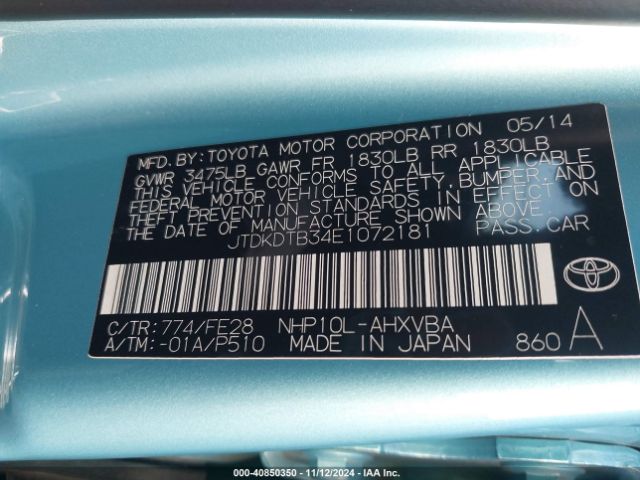 MFD.BY: TOYOTA MOTOR CORPORATION 05/14
GVWR 3475LB GAWR FR 1830LB RR 1830LB
THIS VEHICLE CONFORMS TO ALL APPLICABLE
FEDERAL MOTOR VEHICLE SAFETY,BUMPER,AND
THEFT PREVENTION STANDARDS IN EFFECT ON
THE DATE OF MANUFACTURE SHOWN ABOVE.
JTDKDTB34E1072181 PASS.CAR
C/TR:774/FE28 NHP10L-AHXVBA
A/TM:-01A/P510 MADE IN JAPAN 860 A
000-40850350 - 11/12/2024 - IAA Inc.